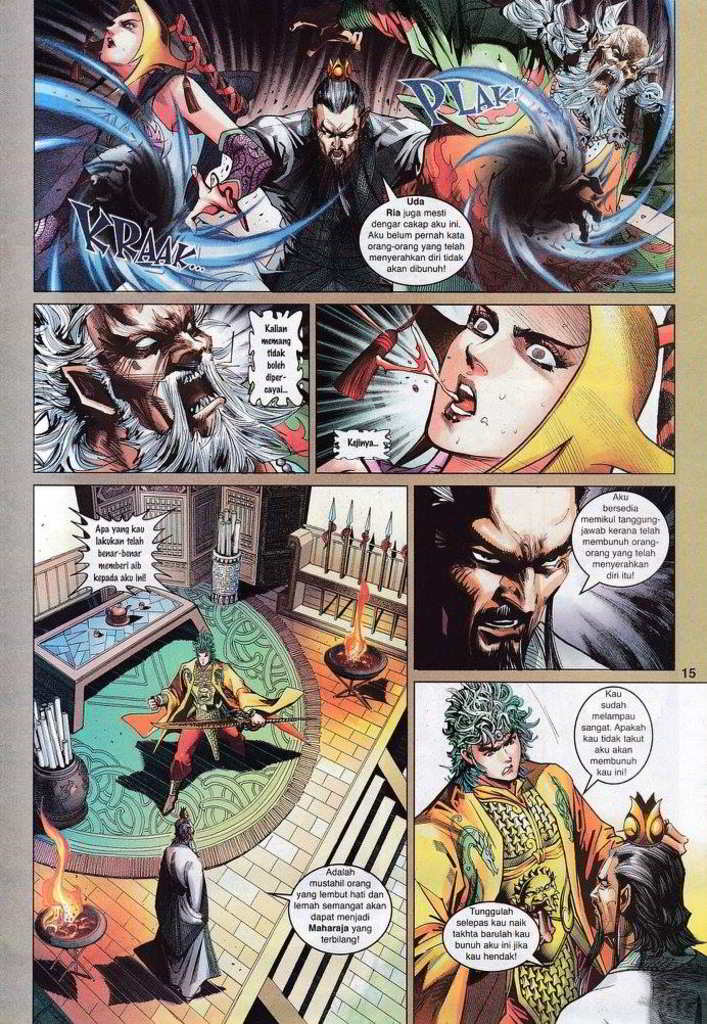 PLAK!
KRAAK...
Uda
Ria juga mesti
dengar cakap aku ini.
Aku belum pernah kata
orang-orang yang telah
menyerahkan diri tidak
akan dibunuh!
Kalian
memang
tidak
boleh
diper-
cayai...
Kejinya...
Apa yang kau
lakukan telah
benar-benar
memberi aib
kepada aku ini!!
Adalah
mustahil orang
yang lembut hati dan
lemah semangat akan
dapat menjadi
Maharaja yang
terbilang!
Aku
bersedia
memikul tanggung-
jawab kerana telah
membunuh orang-
orang yang telah
menyerahkan
diri itu!
15
Kau
sudah
melampau
sangat. Apakah
kau tidak takut
aku akan
membunuh
kau ini!
Tunggulah
selepas kau naik
takhta barulah kau
bunuh aku ini jika
kau hendak!